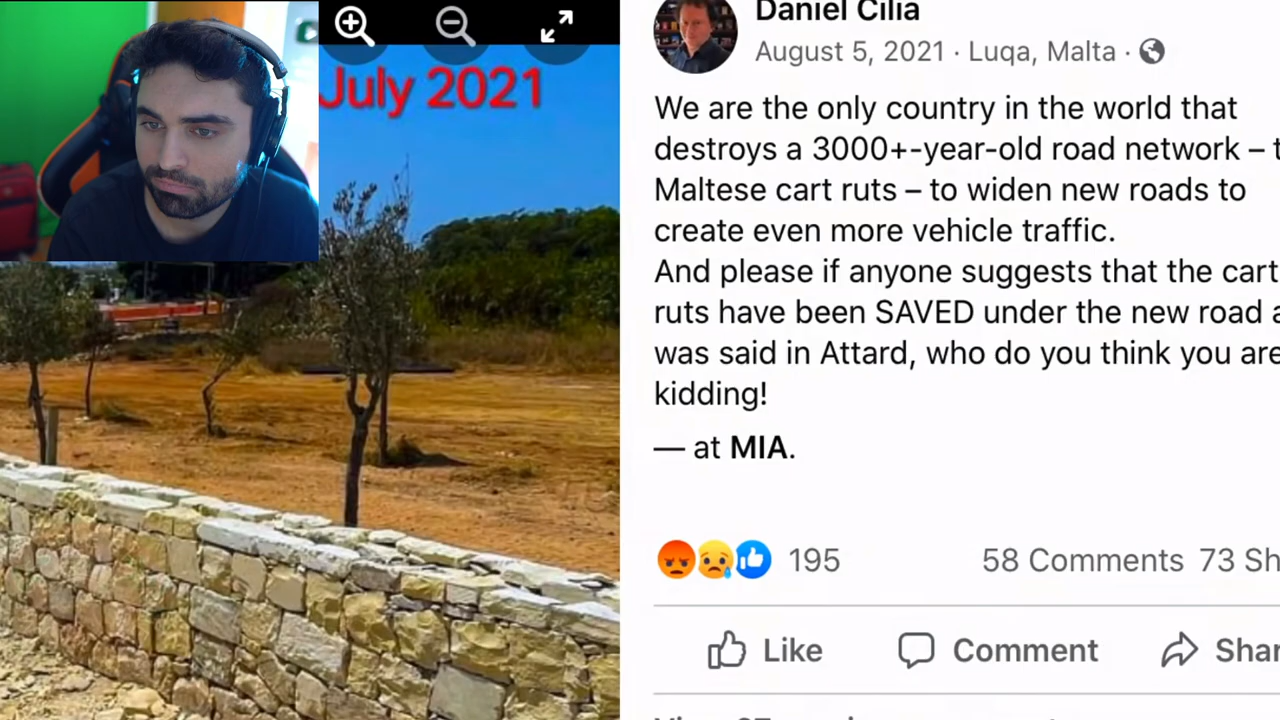 July 2021
Daniel Cilia
August 5, 2021 · Luqa, Malta ·
We are the only country in the world that
destroys a 3000+-year-old road network –
Maltese cart ruts – to widen new roads to
create even more vehicle traffic.
And please if anyone suggests that the cart
ruts have been SAVED under the new road
was said in Attard, who do you think you are
kidding!
— at MIA.
195
58 Comments 73
Like
Comment